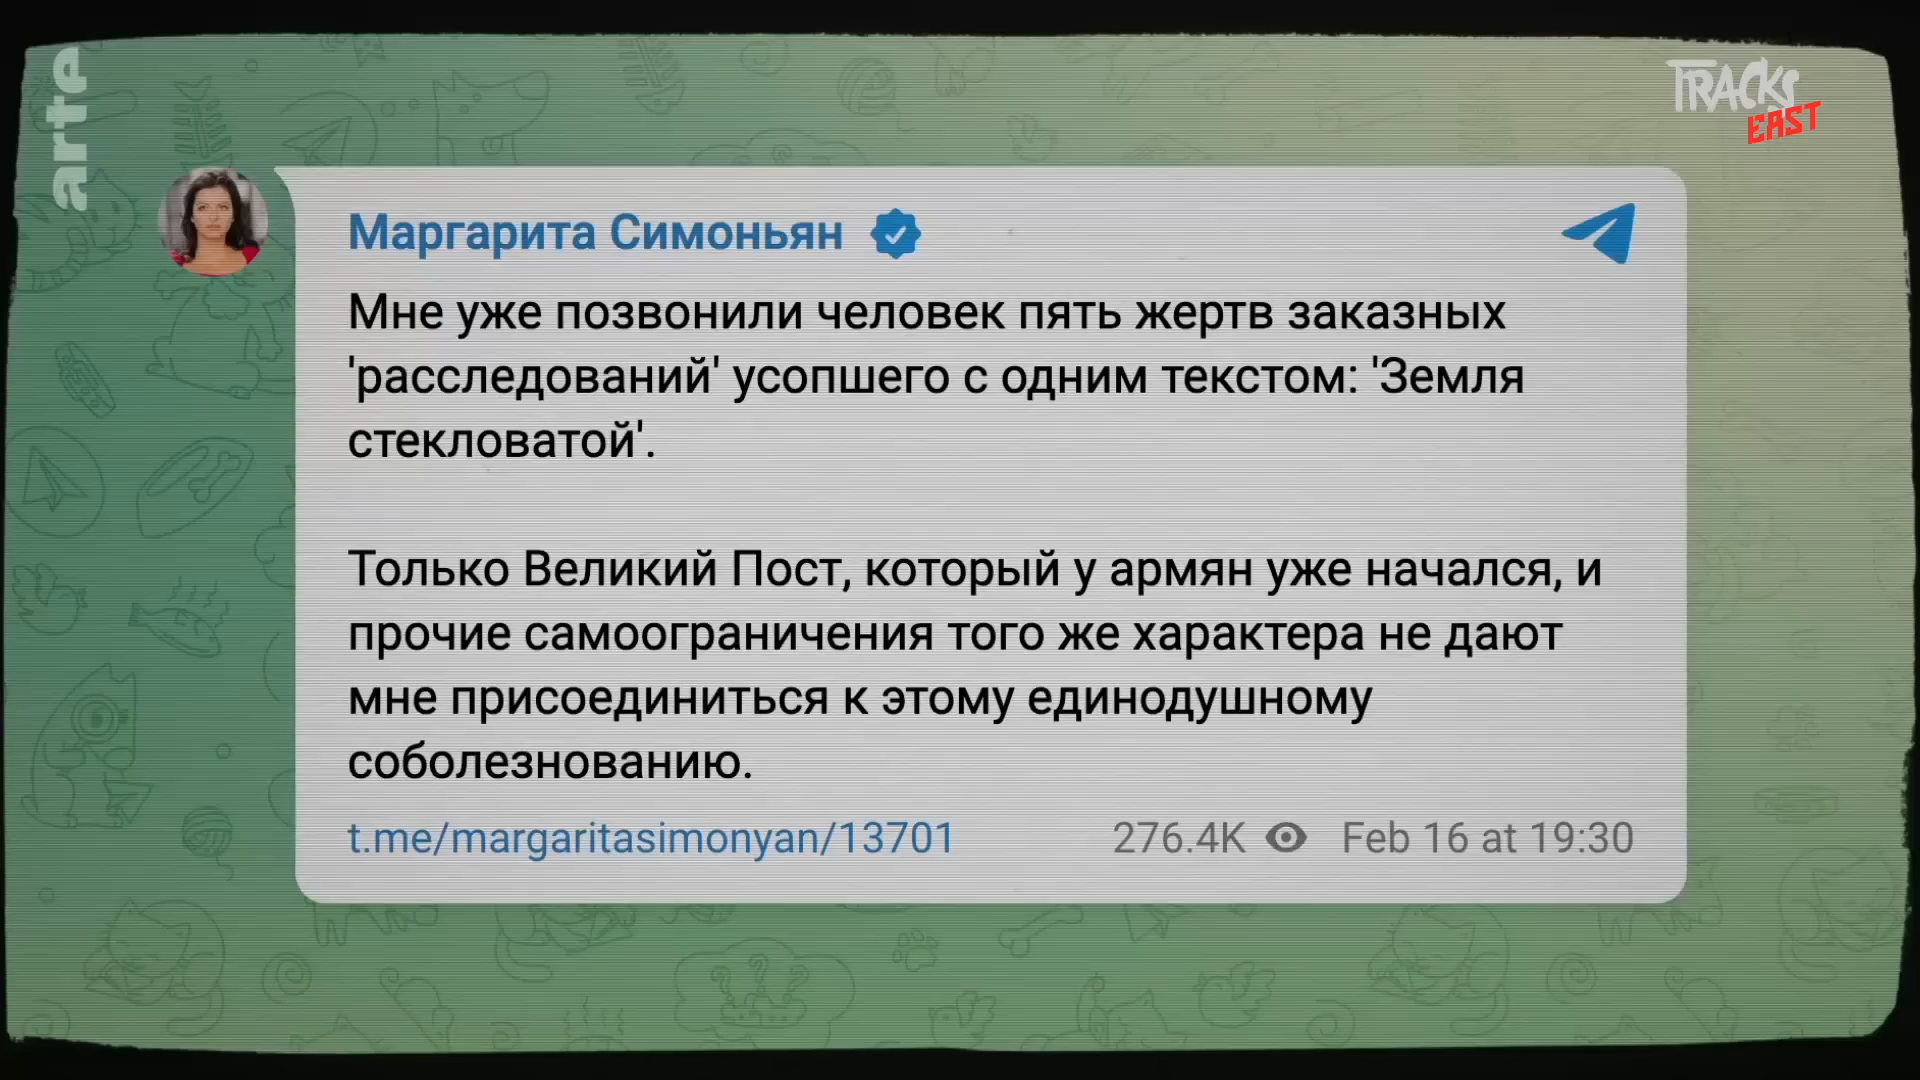 arte
TRACKS
EAST
Маргарита Симоньян
Мне уже позвонили человек пять жертв заказных
'расследований' усопшего с одним текстом: 'Земля
стекловатой'.
Только Великий Пост, который у армян уже начался, и
прочие самоограничения того же характера не дают
мне присоединиться к этому единодушному
соболезнованию.
t.me/margaritasimonyan/13701 276.4K Feb 16 at 19:30